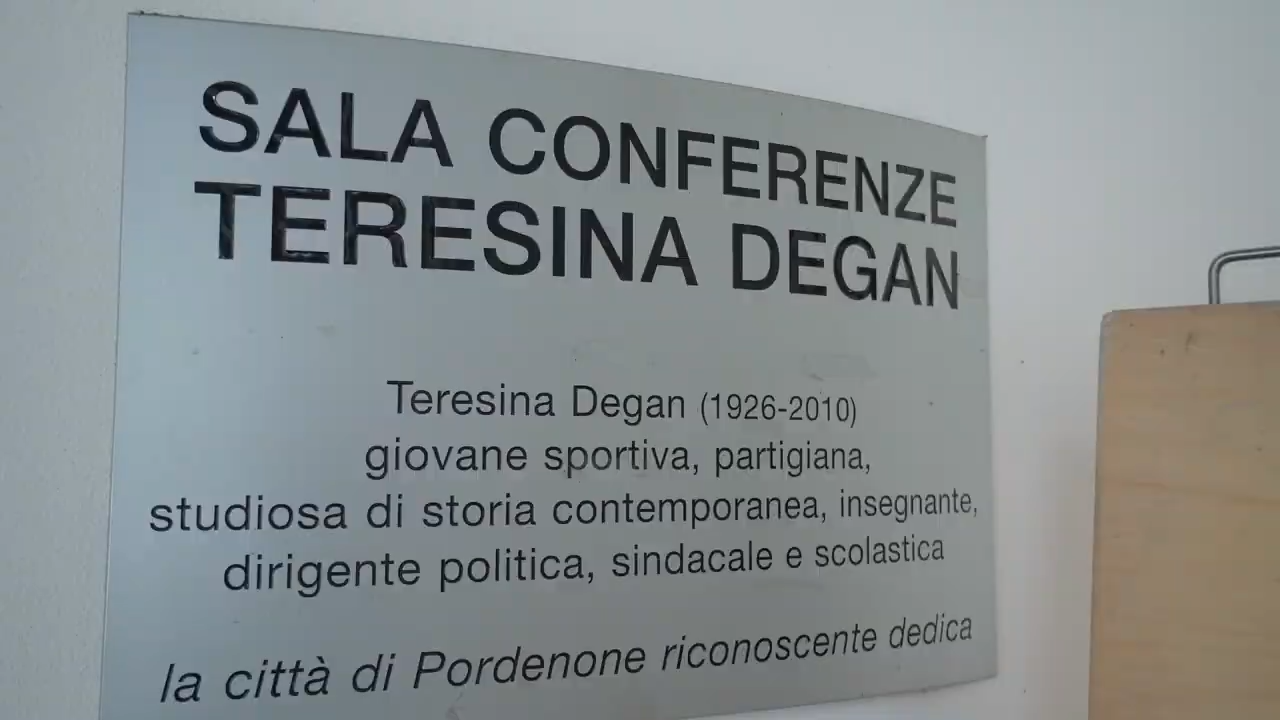 SALA CONFERENZE
TERESINA DEGAN
Teresina Degan (1926-2010)
giovane sportiva, partigiana,
studiosa di storia contemporanea, insegnante,
dirigente politica, sindacale e scolastica
la città di Pordenone riconoscente dedica